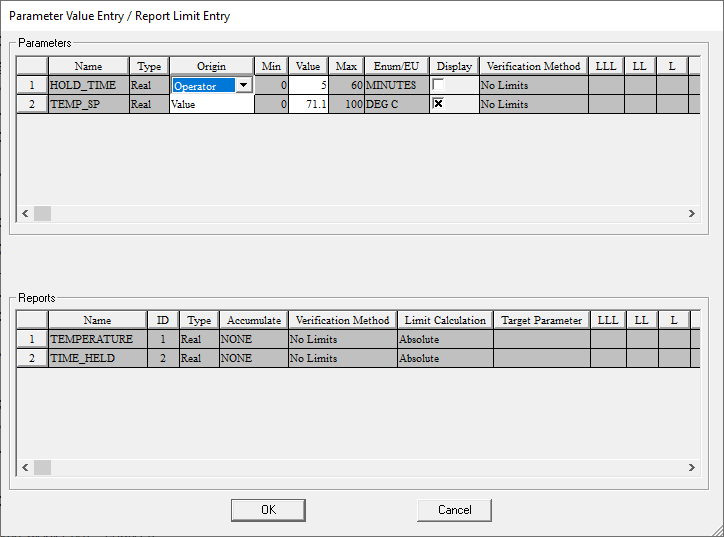 Parameter Value Entry / Report Limit Entry
Parameters
Name Type Origin Min Value Max Enum/EU Display Verification Method LLL LL L
1 HOLD_TIME Real Operator 0 5 60 MINUTES No Limits
2 TEMP_SP Real Value 0 71.1 100 DEG C No Limits
Reports
Name ID Type Accumulate Verification Method Limit Calculation Target Parameter LLL LL L
1 TEMPERATURE 1 Real NONE No Limits Absolute
2 TIME_HELD 2 Real NONE No Limits Absolute
OK Cancel